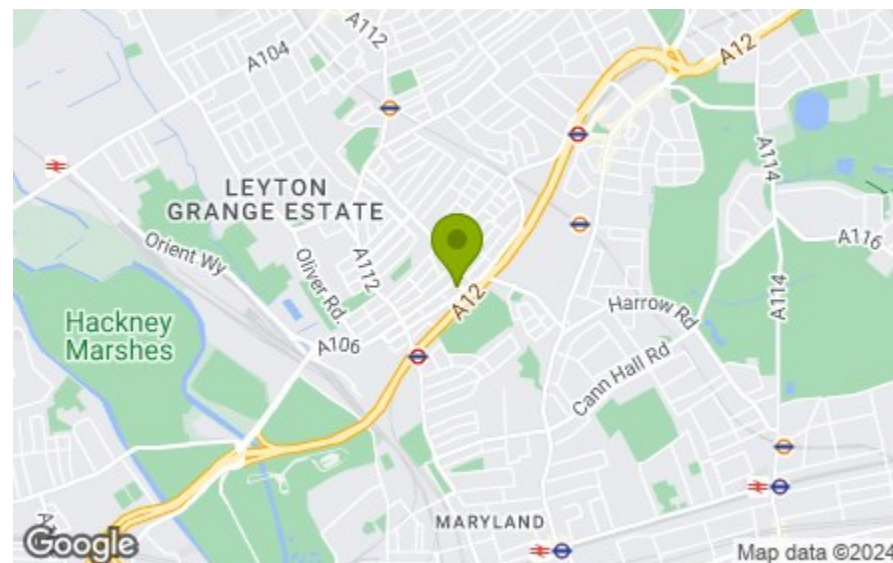 A112
A104
A12
A114
LEYTON
GRANGE ESTATE
A116
Orient Wy
A112
Oliver Rd.
A12
A114
Harrow Rd
Hackney
Marshes
A106
Cann Hall Rd
MARYLAND
Google
Map data ©2024